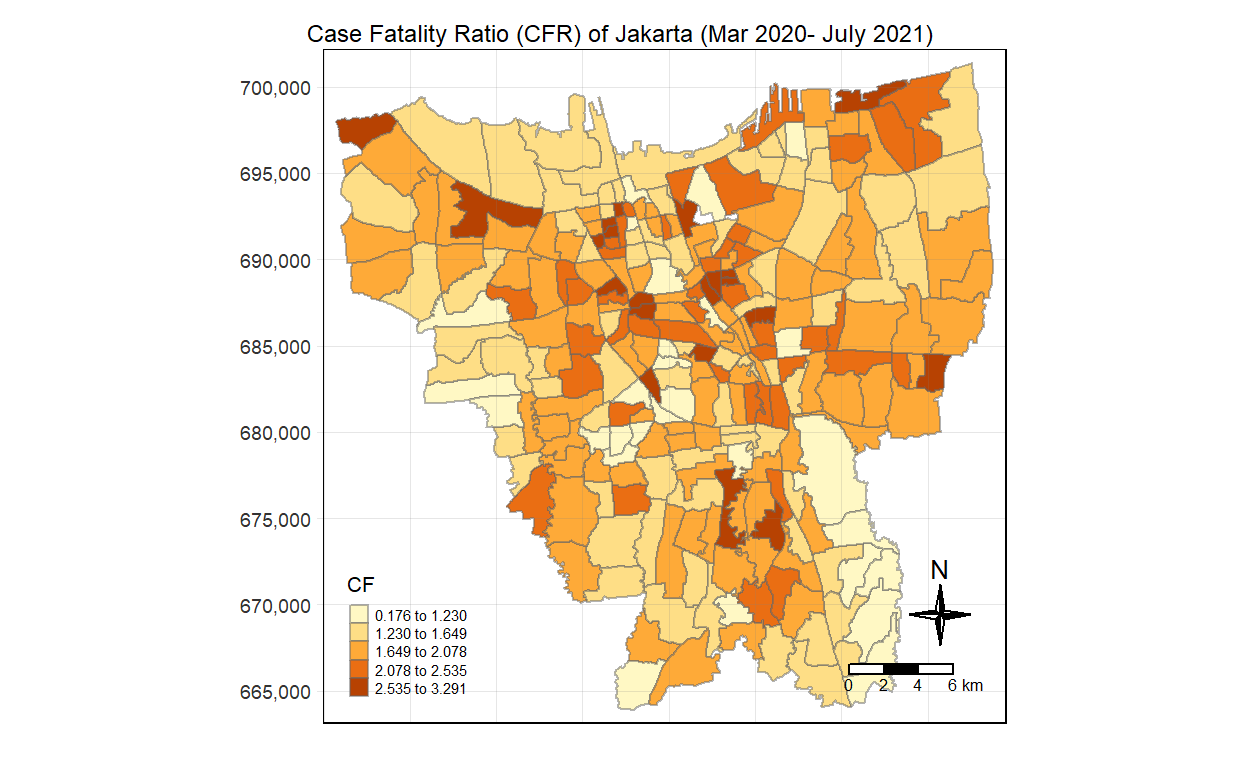 Case Fatality Ratio (CFR) of Jakarta (Mar 2020- July 2021)
700,000
695,000
690,000
685,000
680,000
675,000
670,000
665,000
CF
0.176 to 1.230
1.230 to 1.649
1.649 to 2.078
2.078 to 2.535
2.535 to 3.291
N
0 2 4 6 km